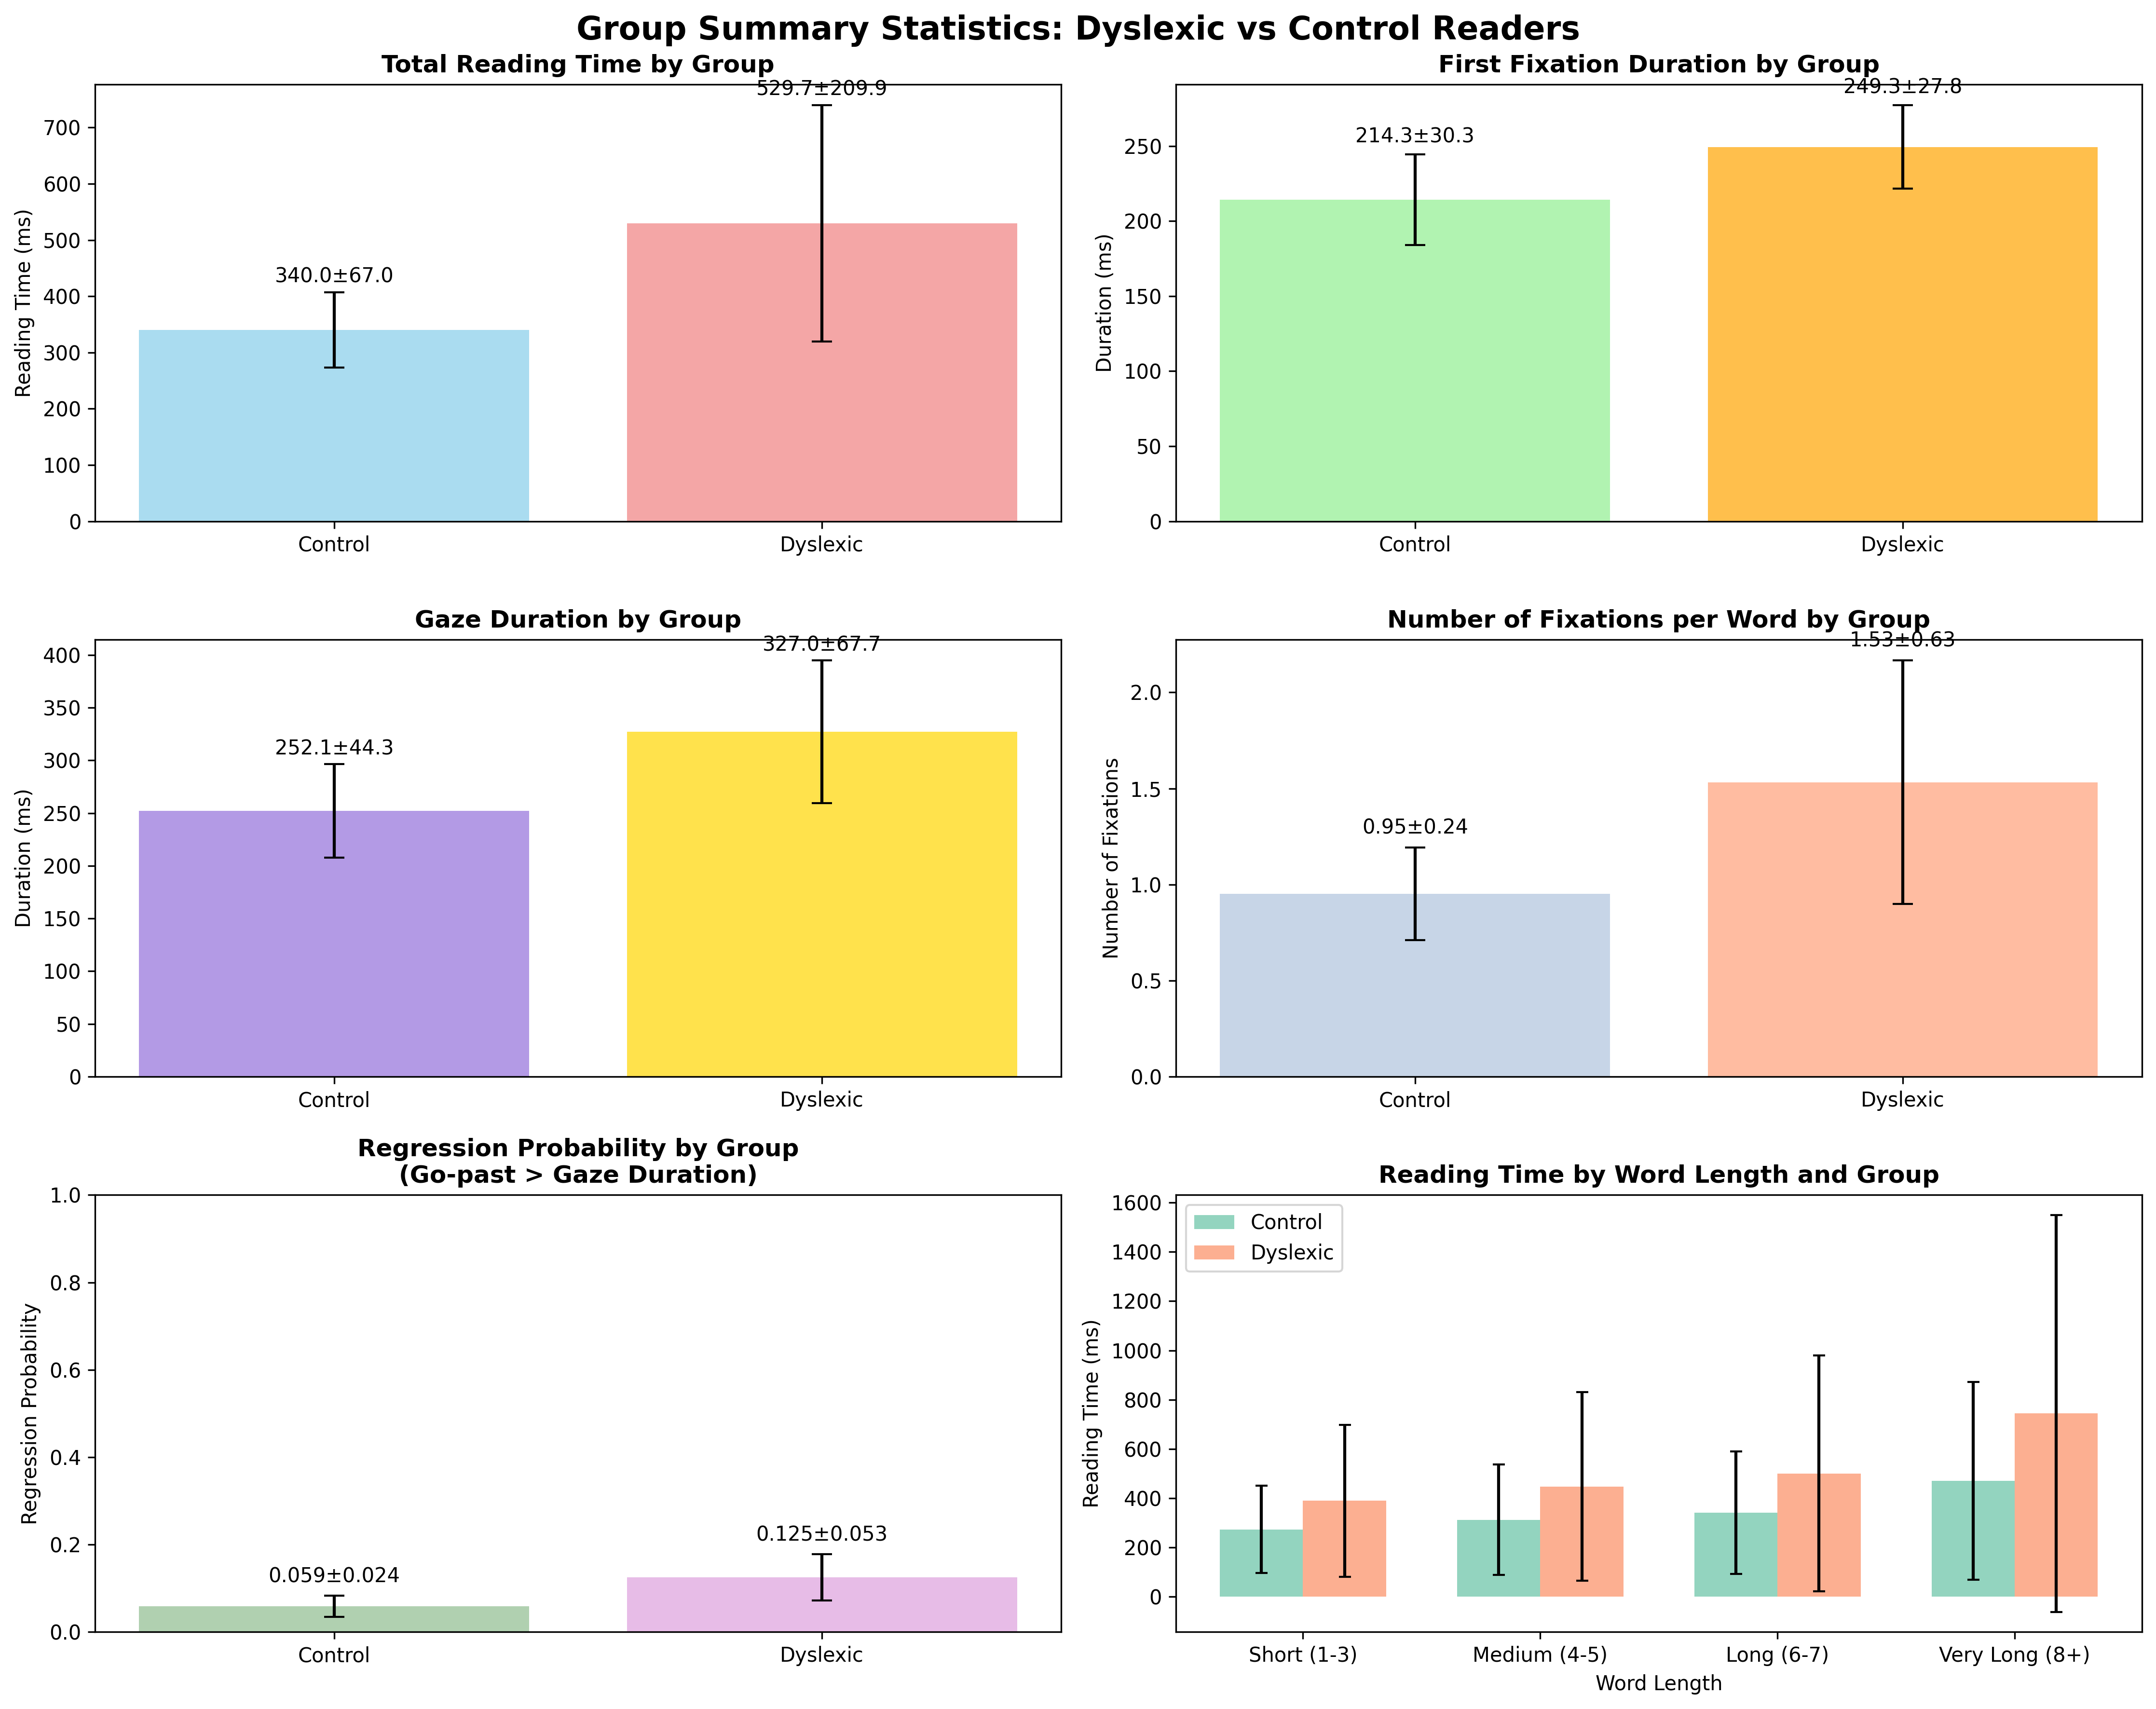 Group Summary Statistics: Dyslexic vs Control Readers
Total Reading Time by Group
529.7±209.9
340.0±67.0
Reading Time (ms)
700
600
500
400
300
200
100
0
Control
Dyslexic
First Fixation Duration by Group
249.3±27.8
214.3±30.3
Duration (ms)
250
200
150
100
50
0
Control
Dyslexic
Gaze Duration by Group
327.0±67.7
252.1±44.3
Duration (ms)
400
350
300
250
200
150
100
50
0
Control
Dyslexic
Number of Fixations per Word by Group
1.53±0.63
0.95±0.24
Number of Fixations
2.0
1.5
1.0
0.5
0.0
Control
Dyslexic
Regression Probability by Group
(Go-past > Gaze Duration)
0.125±0.053
0.059±0.024
Regression Probability
1.0
0.8
0.6
0.4
0.2
0.0
Control
Dyslexic
Reading Time by Word Length and Group
Control
Dyslexic
Reading Time (ms)
1600
1400
1200
1000
800
600
400
200
0
Short (1-3)
Medium (4-5)
Long (6-7)
Very Long (8+)
Word Length